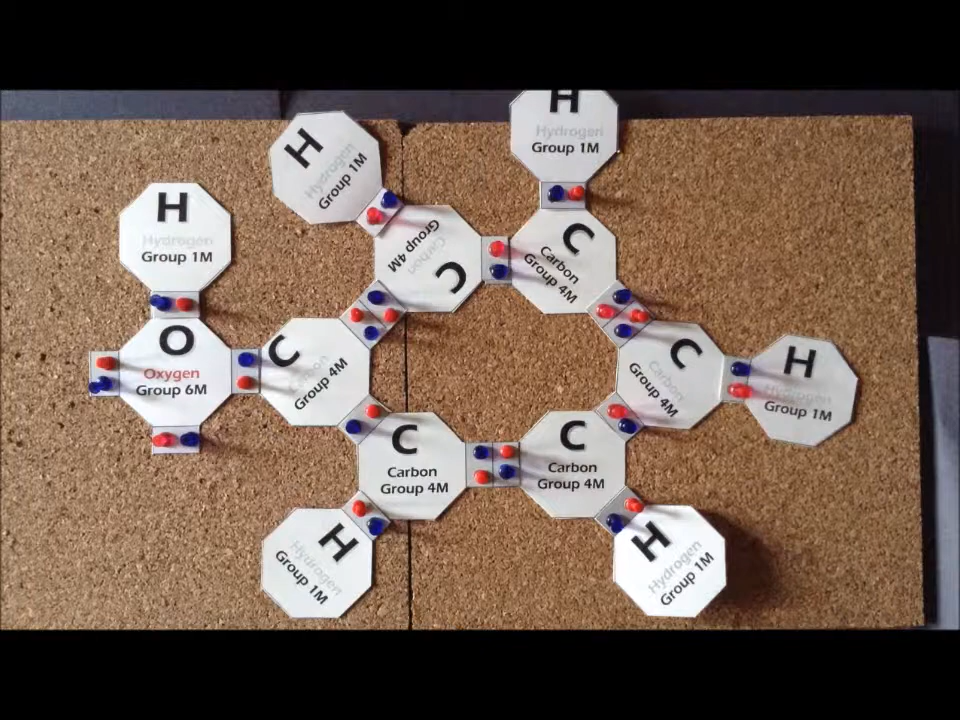 H
Hydrogen
Group 1M
H
Hydrogen
Group 1M
H
Hydrogen
Group 1M
O
Oxygen
Group 6M
C
Carbon
Group 4M
C
Carbon
Group 4M
C
Carbon
Group 4M
C
Carbon
Group 4M
H
Hydrogen
Group 1M
C
Carbon
Group 4M
C
Carbon
Group 4M
H
Hydrogen
Group 1M
H
Hydrogen
Group 1M